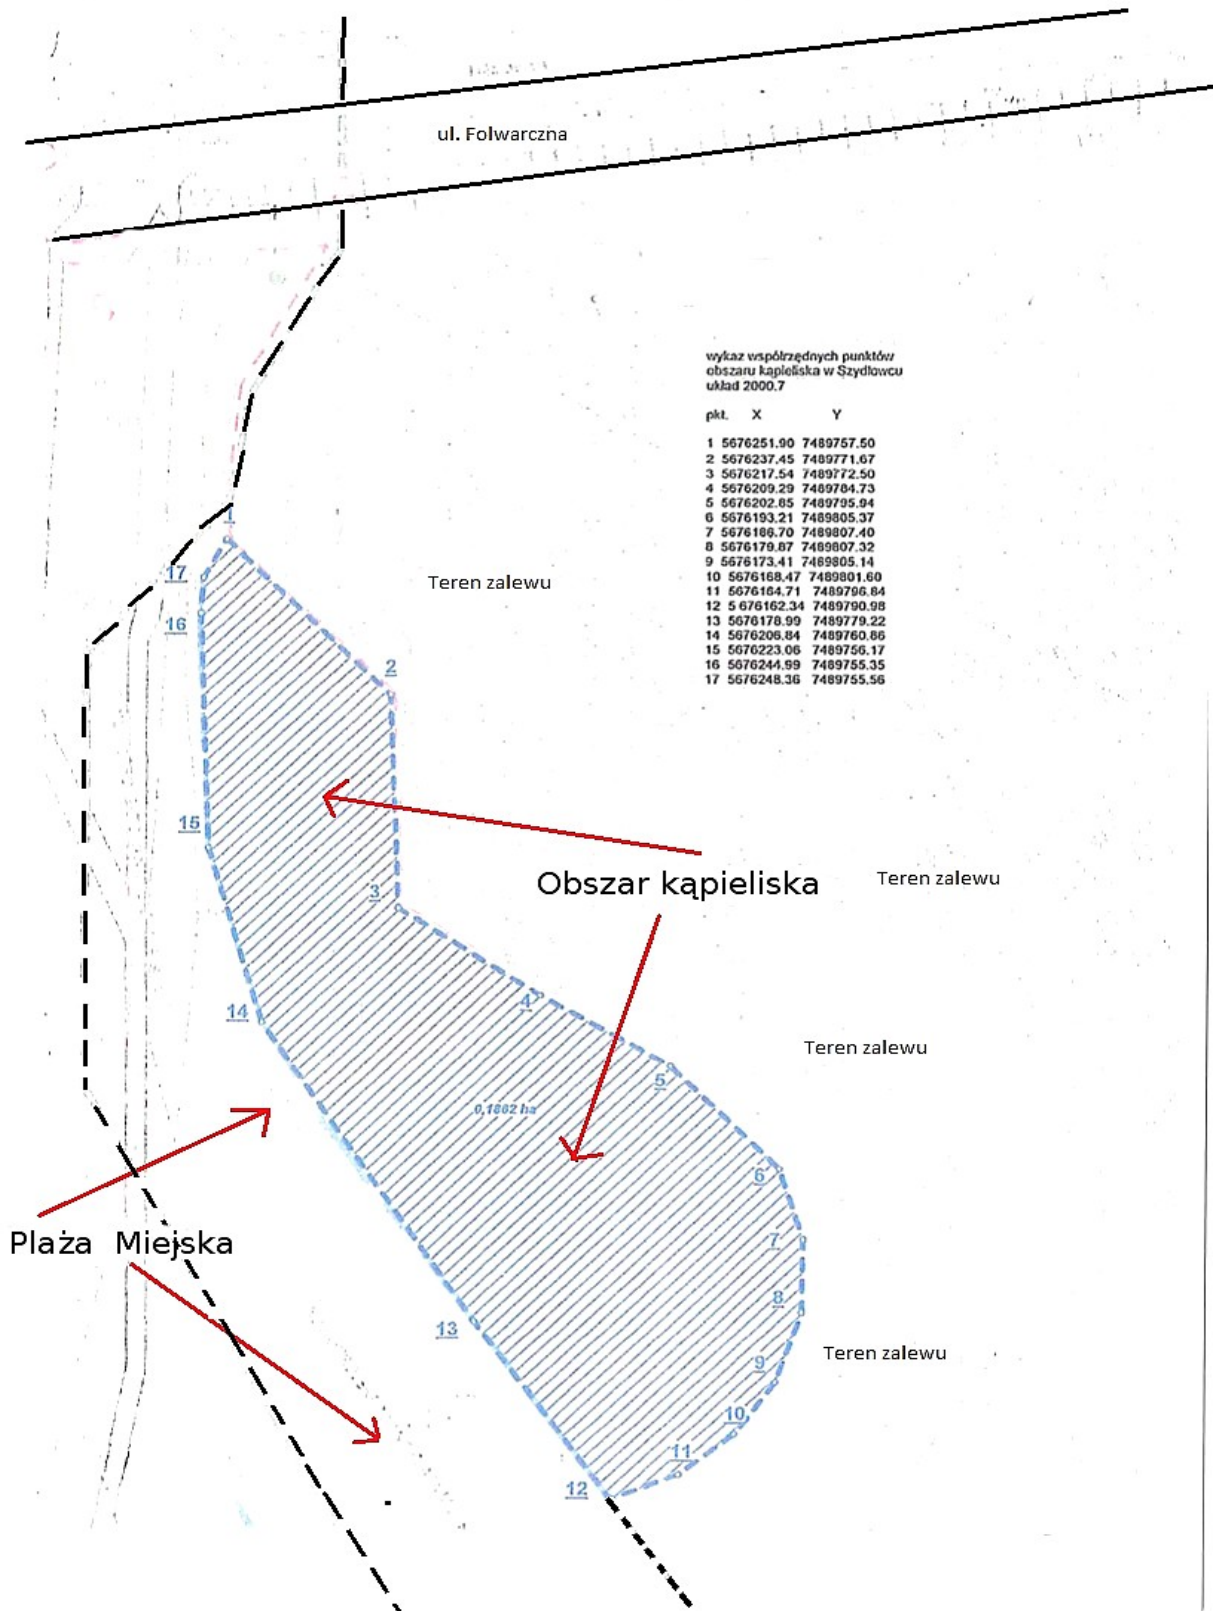 ul. Folwarczna
wykaz współrzędnych punktów
obszaru kąpieliska w Szydłowcu
układ 2000.7
pkt. X Y
1 5676251.90 7489757.50
2 5676237.45 7489771.67
3 5676217.54 7489772.50
4 5676209.29 7489784.73
5 5676202.85 7489795.94
6 5676193.21 7489805.37
7 5676186.70 7489807.40
8 5676179.87 7489807.32
9 5676173.41 7489805.14
10 5676168.47 7489801.60
11 5676164.71 7489796.84
12 5 676162.34 7489790.98
13 5676178.99 7489779.22
14 5676206.84 7489760.86
15 5676223.06 7489756.17
16 5676244.99 7489755.35
17 5676248.36 7489755.56
1
17
Teren zalewu
16
2
15
Obszar kąpieliska
Teren zalewu
3
4
14
Teren zalewu
5
0,1862 ha
6
Plaża Miejska
7
8
13
Teren zalewu
9
10
11
12